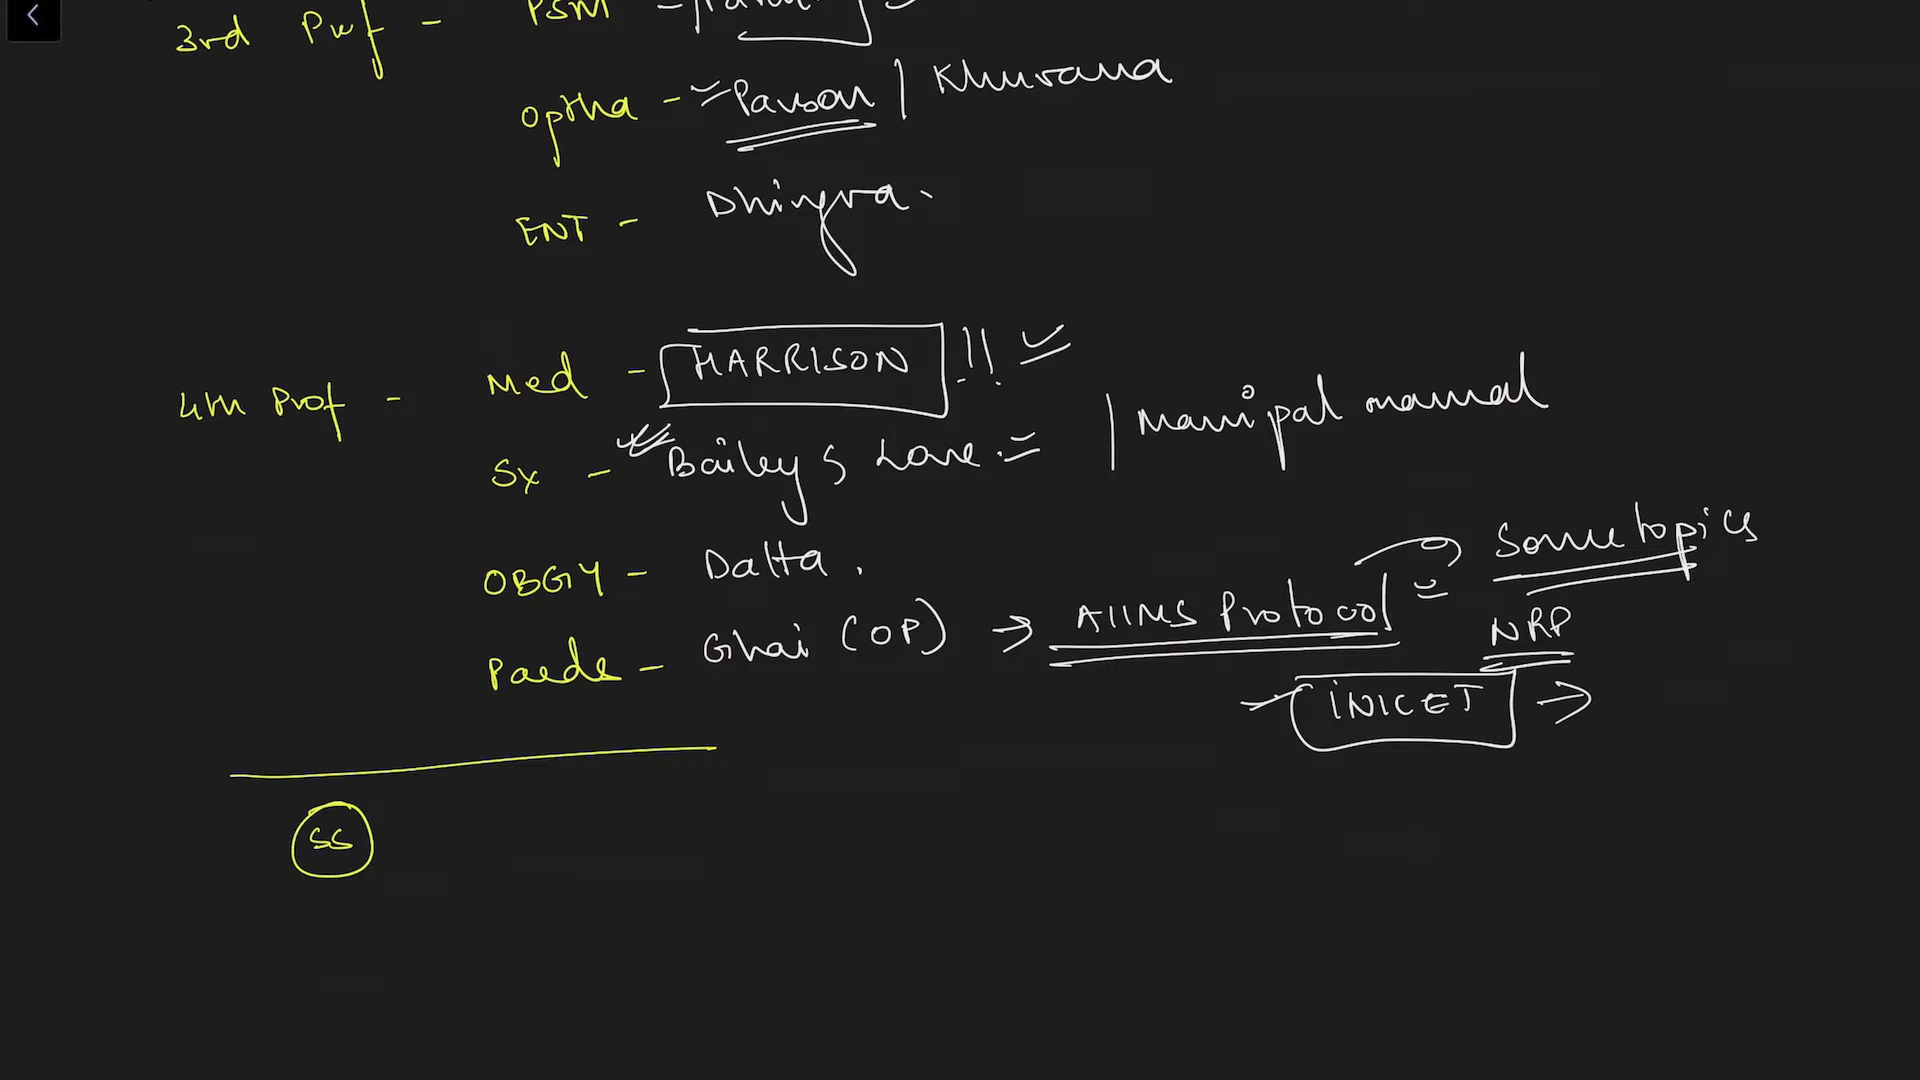 3rd Prof - PSM -
Optha - Parson | Khurana
ENT - Dhingra.
4th Prof - Med - HARRISON !! 
Sx - Bailey & Love. | Manipal manual
OBGY - Dutta.
Paeds - Ghai (OP) → AIIMS Protocol Some topics
NRP
INICET →
SS